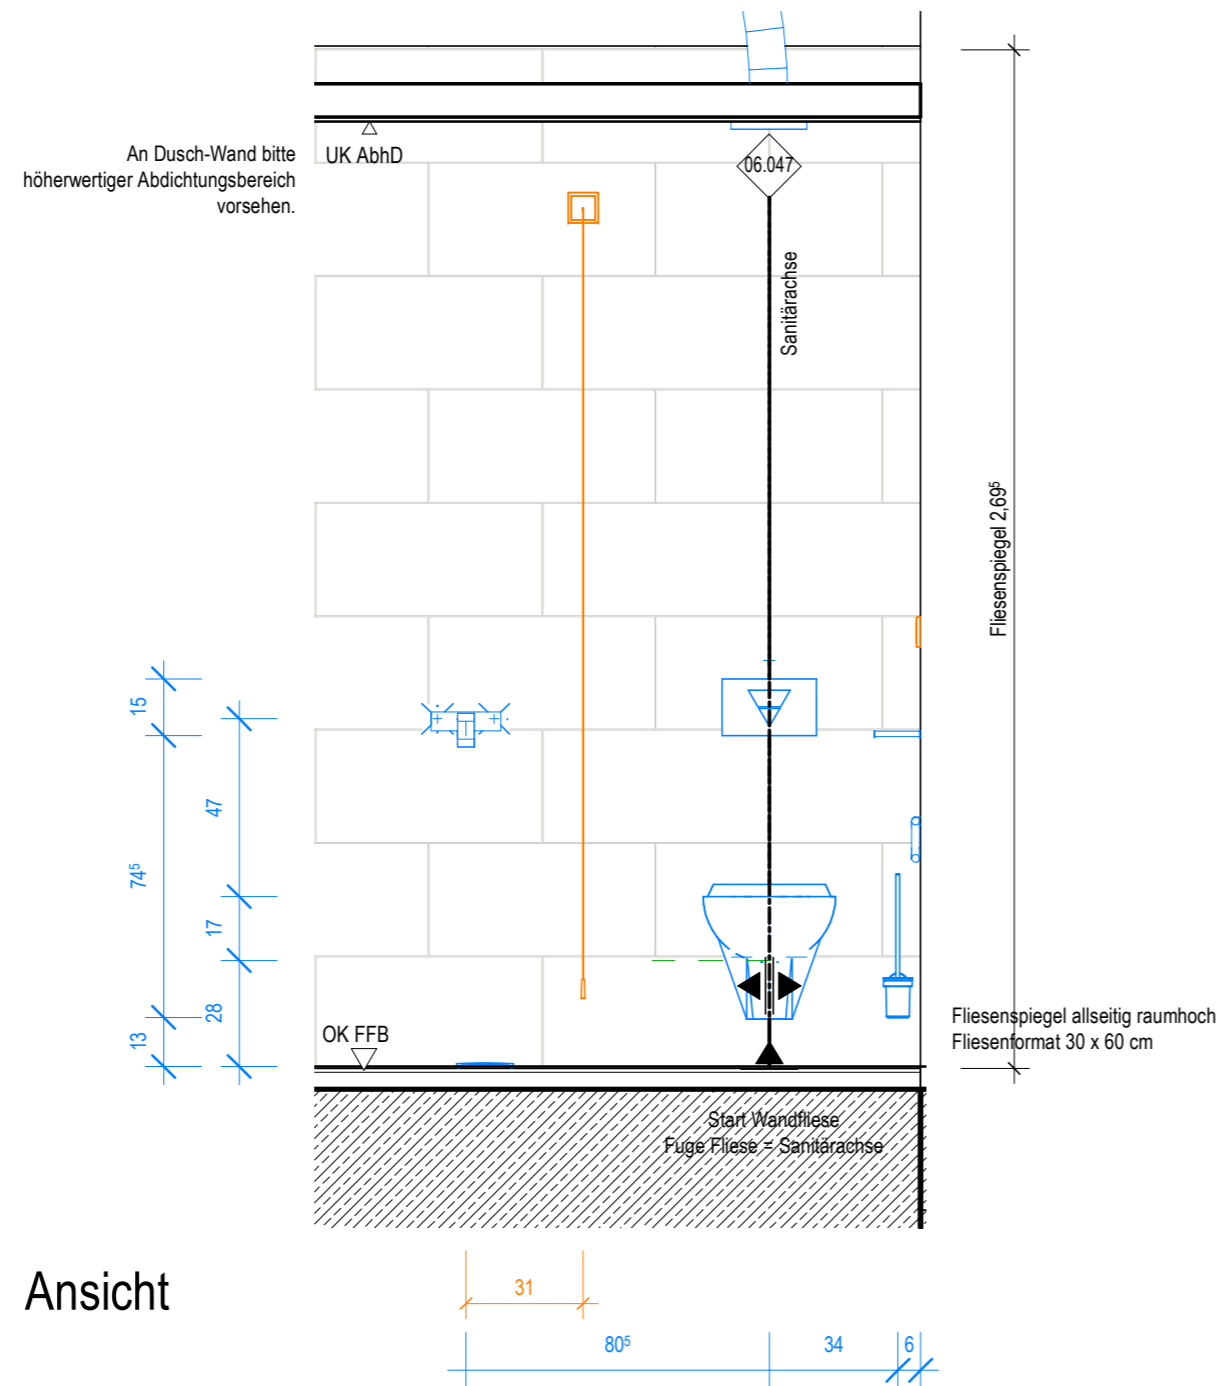 An Dusch-Wand bitte
höherwertiger Abdichtungsbereich
vorsehen.
UK AbhD
06.047
Sanitärachse
Fliesenspiegel 2,69⁵
15
47
74⁵
17
28
13
OK FFB
Fliesenspiegel allseitig raumhoch
Fliesenformat 30 x 60 cm
Start Wandfliese
Fuge Fliese = Sanitärachse
Ansicht
31
80⁵
34
6